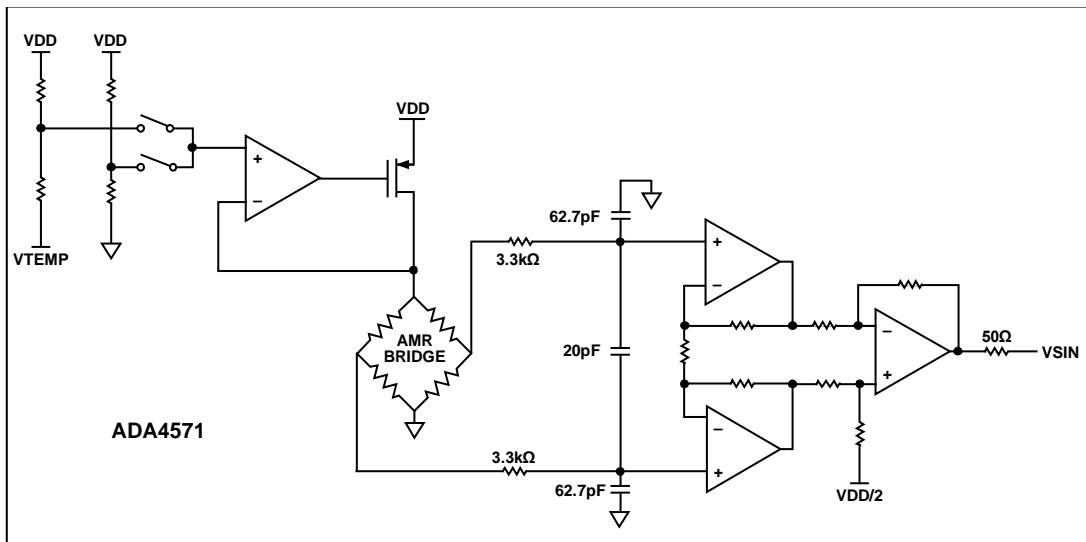 VDD
VDD
VDD
VTEMP
62.7pF
3.3kΩ
AMR
BRIDGE
20pF
50Ω
VSIN
ADA4571
3.3kΩ
62.7pF
VDD/2
+
−
+
−
−
+
−
+